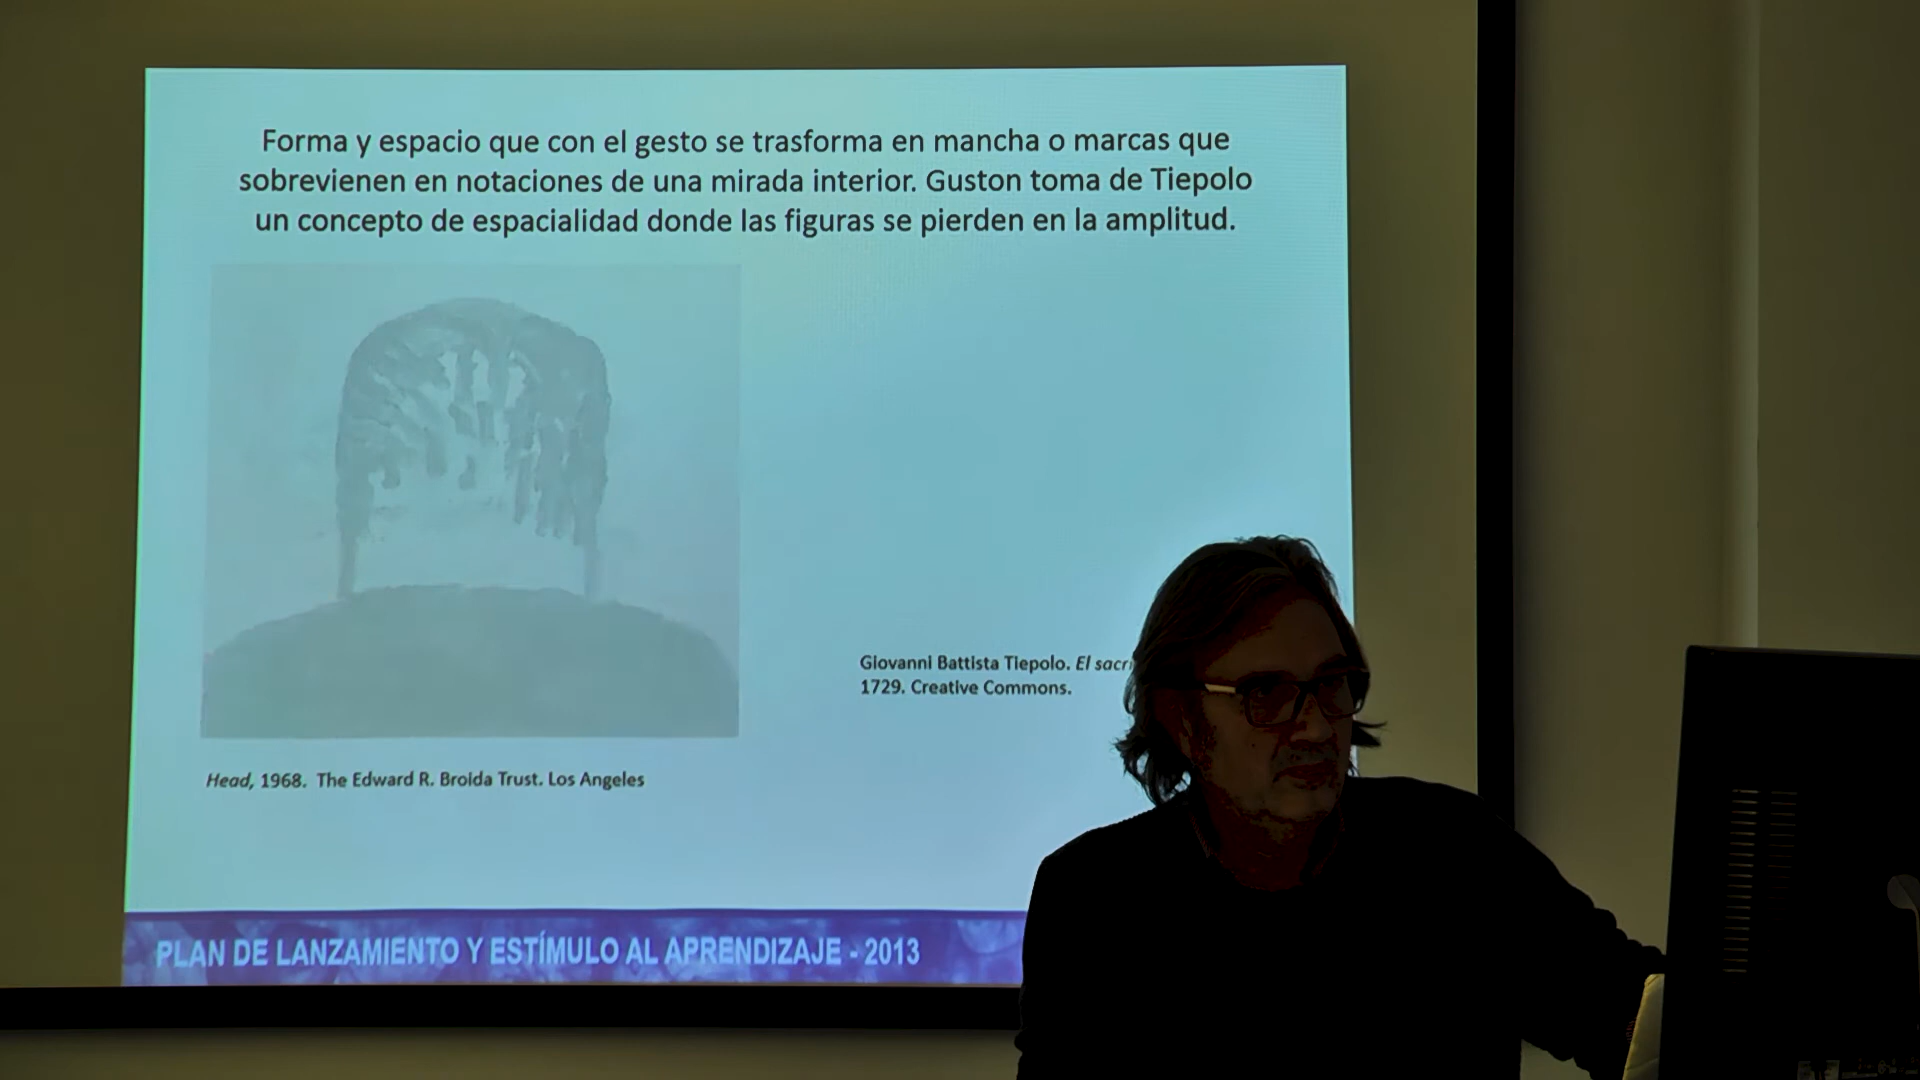 Forma y espacio que con el gesto se trasforma en mancha o marcas que
sobrevienen en notaciones de una mirada interior. Guston toma de Tiepolo
un concepto de espacialidad donde las figuras se pierden en la amplitud.
Giovanni Battista Tiepolo. El
1729. Creative Commons.
Head, 1968. The Edward R. Broida Trust. Los Angeles
PLAN DE LANZAMIENTO Y ESTÍMULO AL APRENDIZAJE - 2013